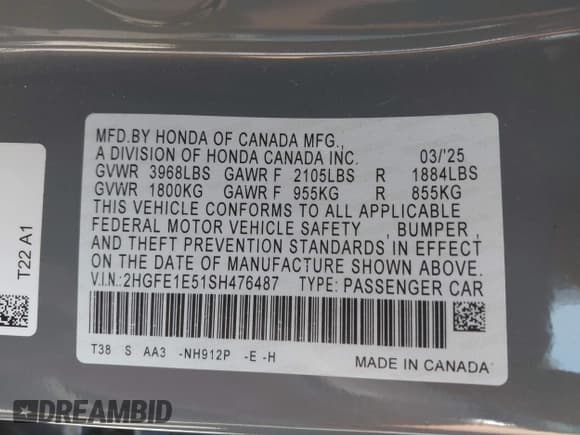 MFD.BY HONDA OF CANADA MFG.,
A DIVISION OF HONDA CANADA INC. 03/'25
GVWR 3968LBS GAWR F 2105LBS R 1884LBS
GVWR 1800KG GAWR F 955KG R 855KG
THIS VEHICLE CONFORMS TO ALL APPLICABLE
FEDERAL MOTOR VEHICLE SAFETY , BUMPER ,
AND THEFT PREVENTION STANDARDS IN EFFECT
ON THE DATE OF MANUFACTURE SHOWN ABOVE.
V.I.N.:2HGFE1E51SH476487 TYPE: PASSENGER CAR
T38 S AA3 -NH912P -E -H
MADE IN CANADA
T22 A1
DREAMBID